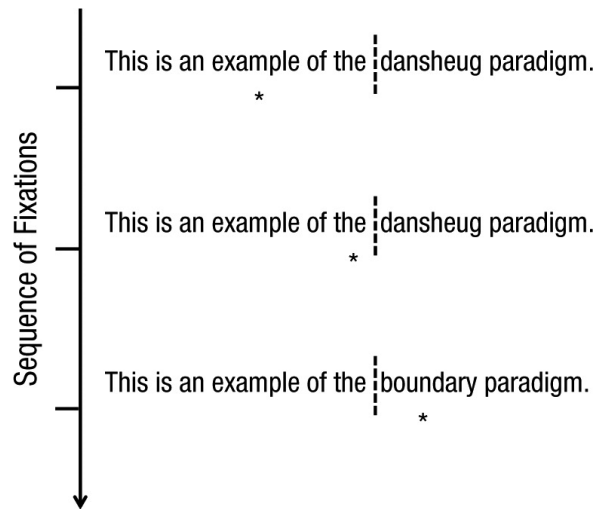 Sequence of Fixations
This is an example of the dansheug paradigm.
*
This is an example of the dansheug paradigm.
*
This is an example of the boundary paradigm.
*